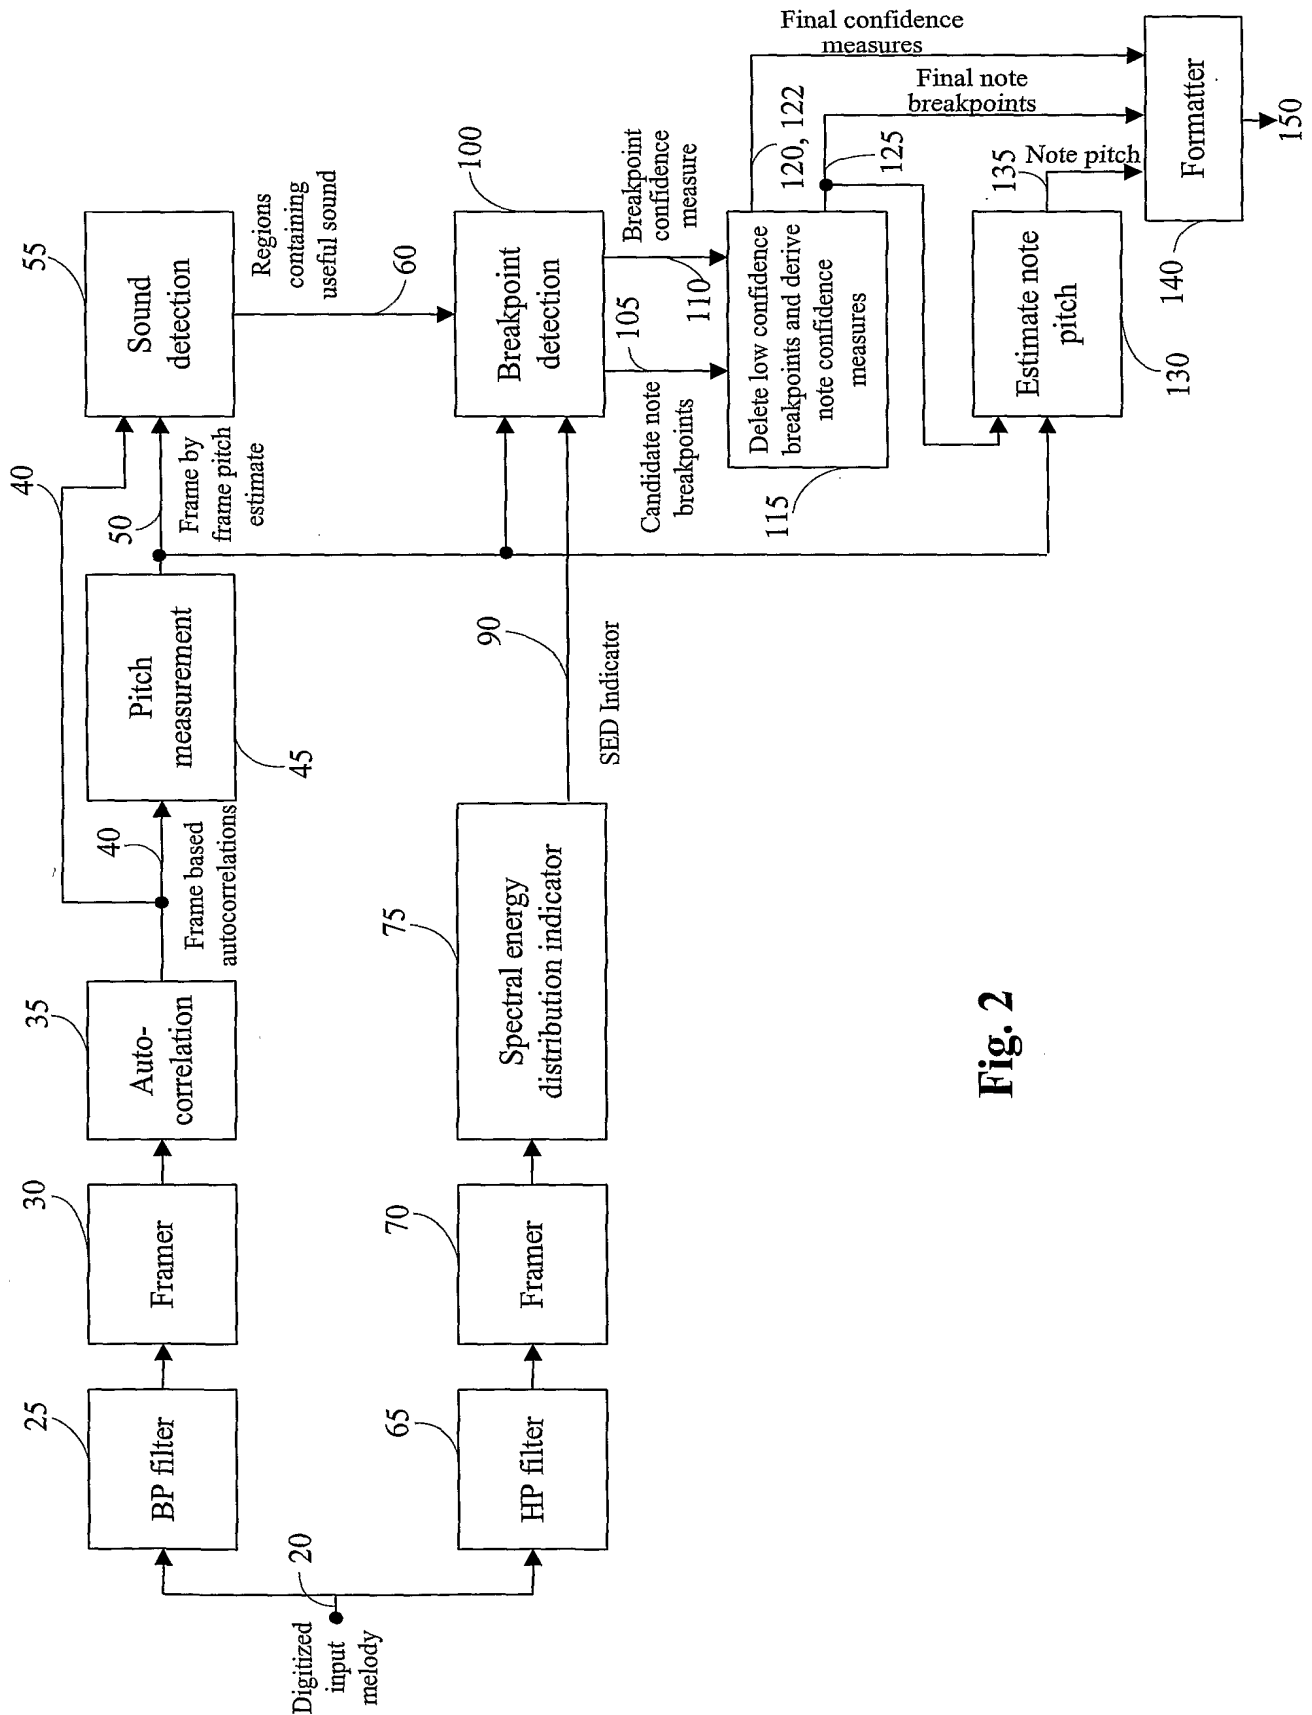 Digitized
input
melody
20
25
BP filter
30
Framer
35
Auto-
correlation
40
Frame based
autocorrelations
Pitch
measurement
45
40
50
Frame by
frame pitch
estimate
55
Sound
detection
Regions
containing
useful sound
60
65
HP filter
70
Framer
75
Spectral energy
distribution indicator
90
SED Indicator
100
Breakpoint
detection
Candidate note
breakpoints
105
Breakpoint
confidence
measure
110
115
Delete low confidence
breakpoints and derive
note confidence
measures
Final confidence
measures
120, 122
Final note
breakpoints
125
Estimate note
pitch
130
135
Note pitch
Formatter
140
150
Fig. 2